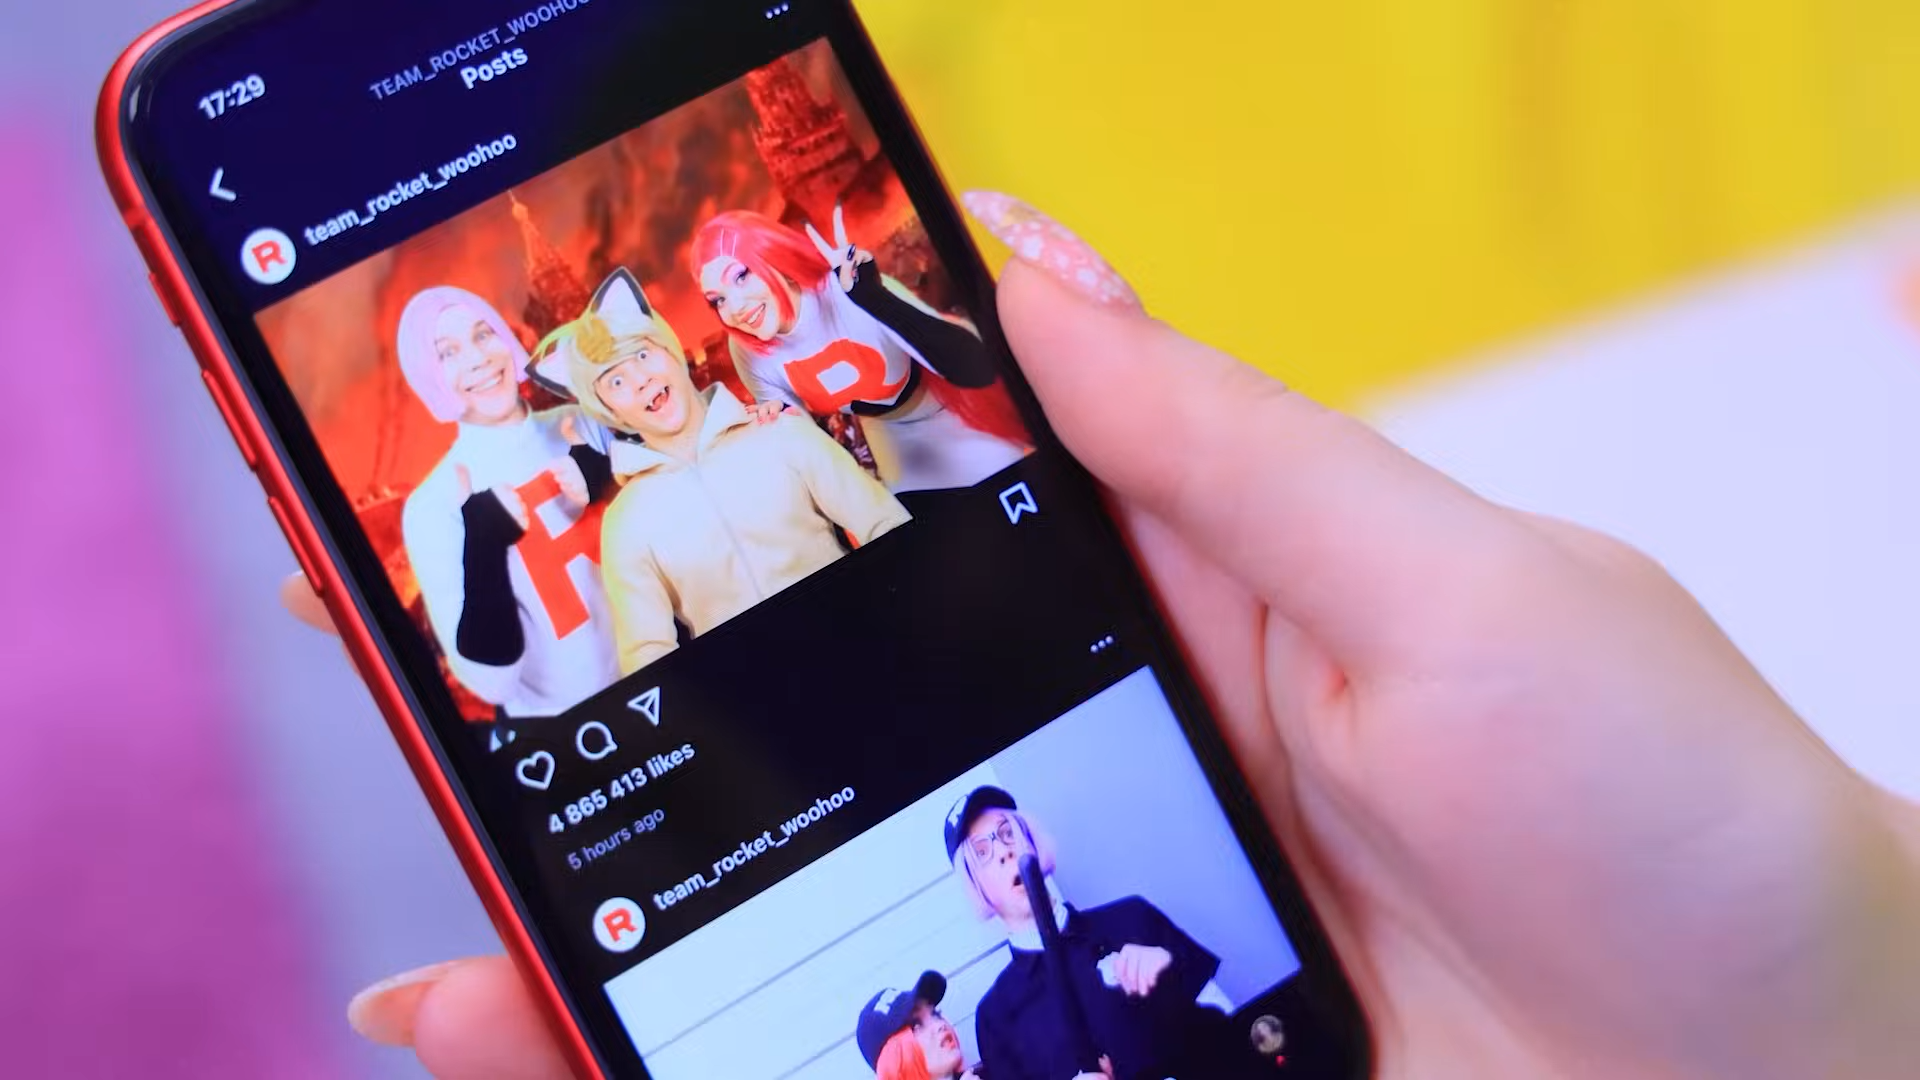 17:29
TEAM_ROCKET_WOOHOO
Posts
team_rocket_woohoo
R
R
R
4 865 413 likes
5 hours ago
team_rocket_woohoo
R